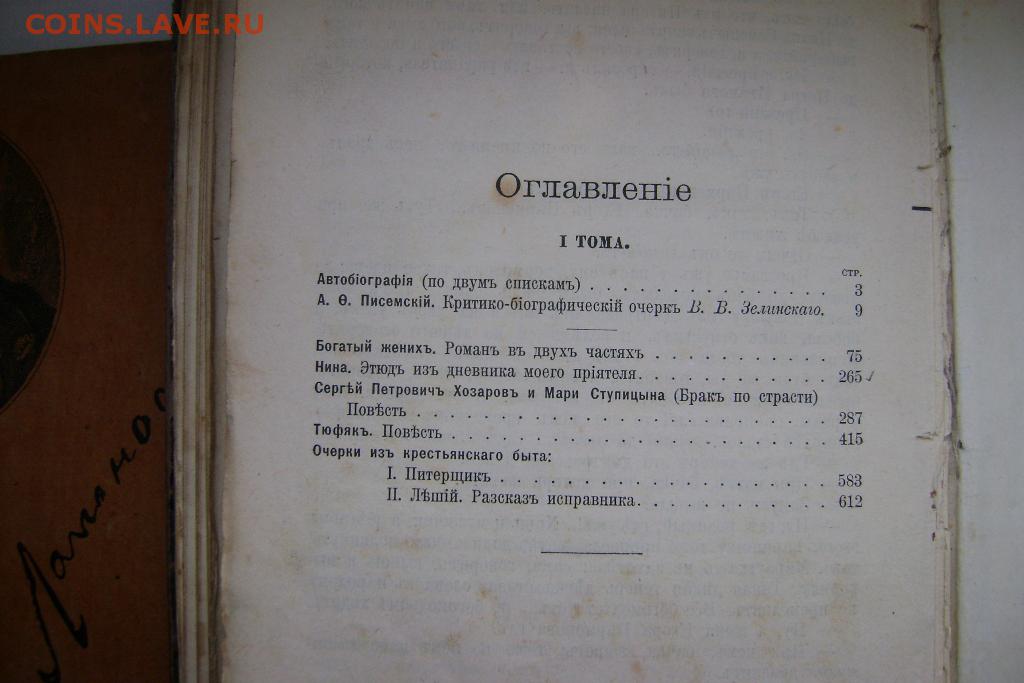 COINS.LAVE.RU
Оглавленіе
I ТОМА.
СТР.
Автобіографія (по двумъ спискамъ) . . . . . . . . . . . . . . . 3
А. Ѳ. Писемскій. Критико-біографическій очеркъ В. В. Зелинскаго. 9
Богатый женихъ. Романъ въ двухъ частяхъ . . . . . . . . . . . 75
Нина. Этюдъ изъ дневника моего пріятеля. . . . . . . . . . . . 265
Сергѣй Петровичъ Хозаровъ и Мари Ступицына (Бракъ по страсти)
Повѣсть . . . . . . . . . . . . . . . . . . . . . . . . . 287
Тюфякъ. Повѣсть . . . . . . . . . . . . . . . . . . . . . . 415
Очерки изъ крестьянскаго быта:
I. Питерщикъ . . . . . . . . . . . . . . . . . . . . 583
II. Лѣшій. Разсказъ исправника. . . . . . . . . . . . 612